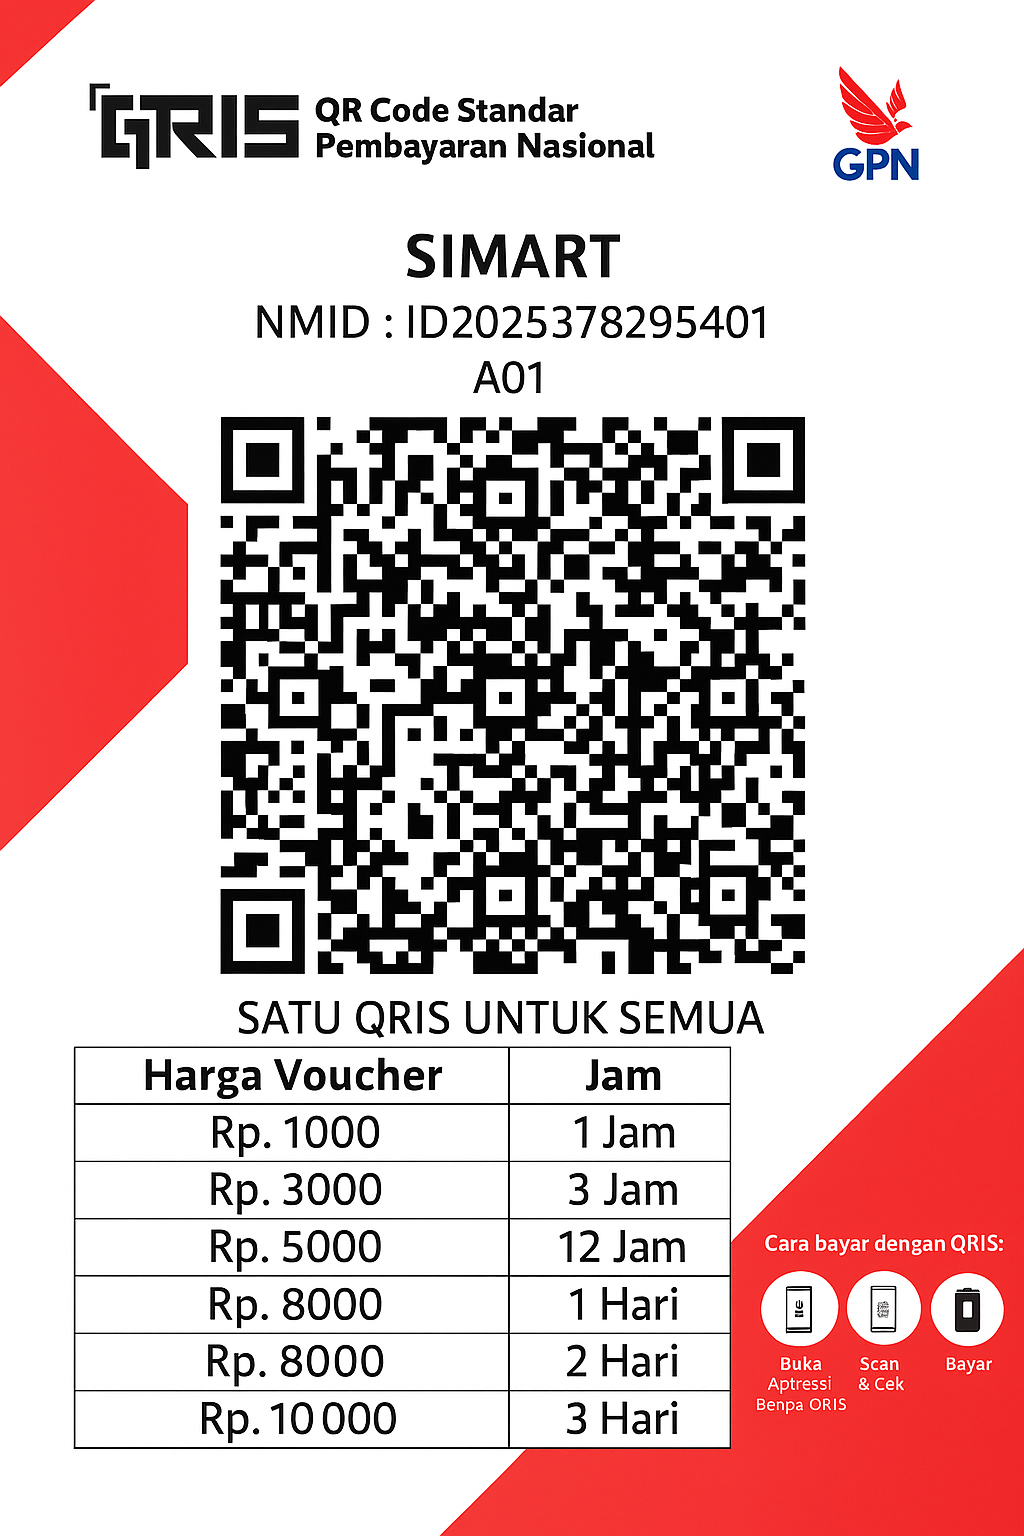 QRIS
QR Code Standar
Pembayaran Nasional
GPN
SIMART
NMID : ID2025378295401
A01
SATU QRIS UNTUK SEMUA
Harga Voucher Jam
Rp. 1000 1 Jam
Rp. 3000 3 Jam
Rp. 5000 12 Jam
Rp. 8000 1 Hari
Rp. 8000 2 Hari
Rp. 10 000 3 Hari
Cara bayar dengan QRIS:
Buka
Aptressi
Benpa ORIS
Scan
& Cek
Bayar